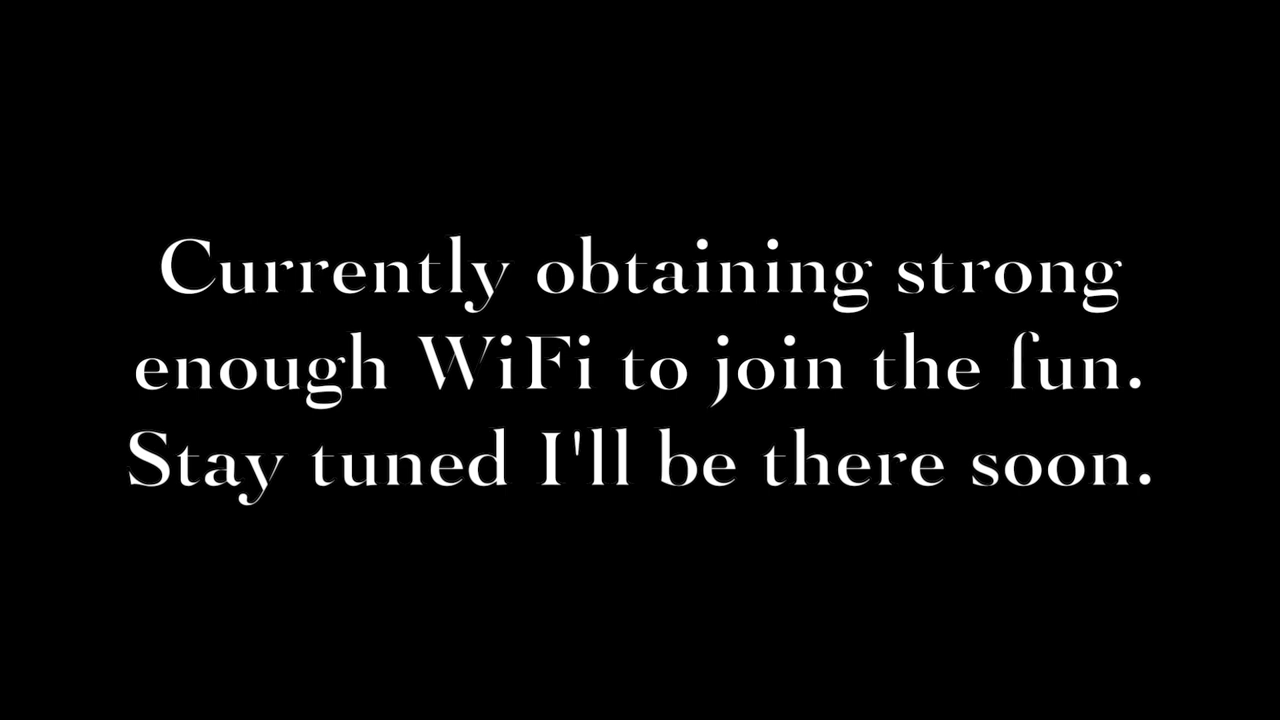 Currently obtaining strong
enough WiFi to join the fun.
Stay tuned I'll be there soon.